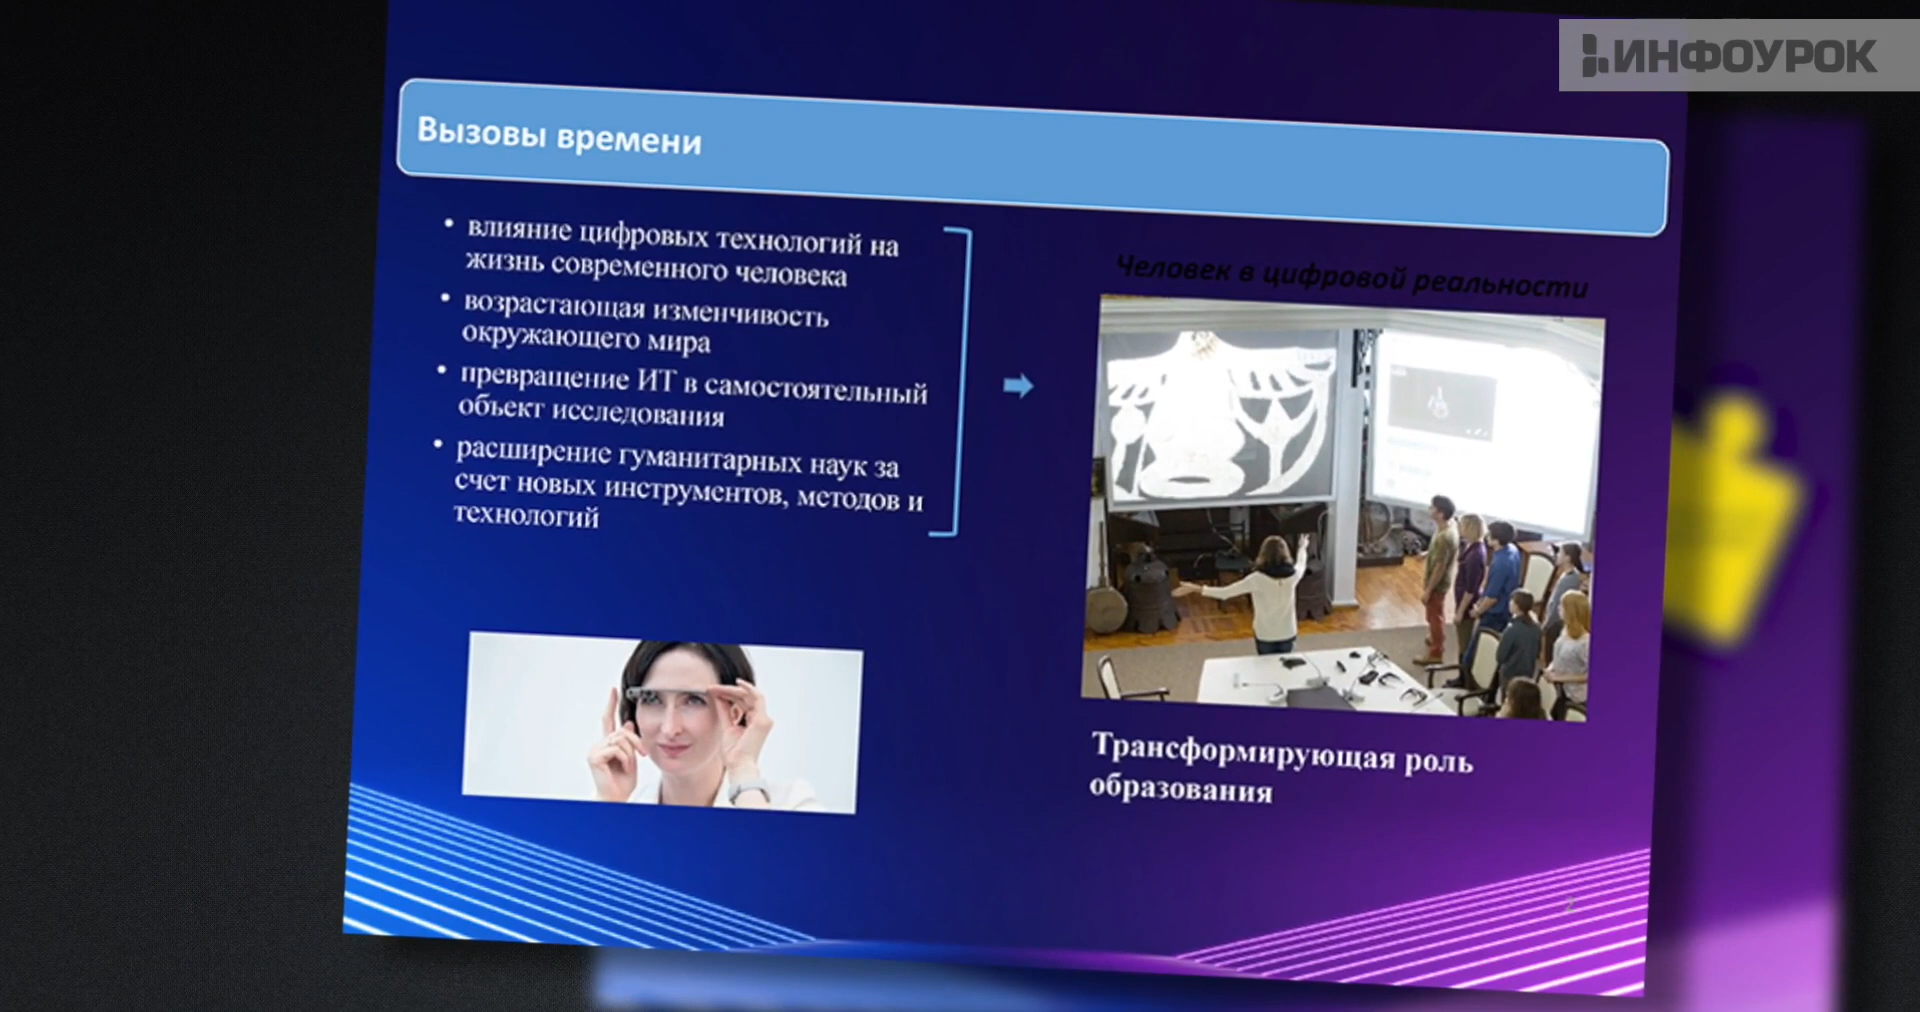 ИНФОУРОК
Вызовы времени
• влияние цифровых технологий на
жизнь современного человека
• возрастающая изменчивость
окружающего мира
• превращение ИТ в самостоятельный
объект исследования
• расширение гуманитарных наук за
счет новых инструментов, методов и
технологий
Человек в цифровой реальности
Трансформирующая роль
образования
2